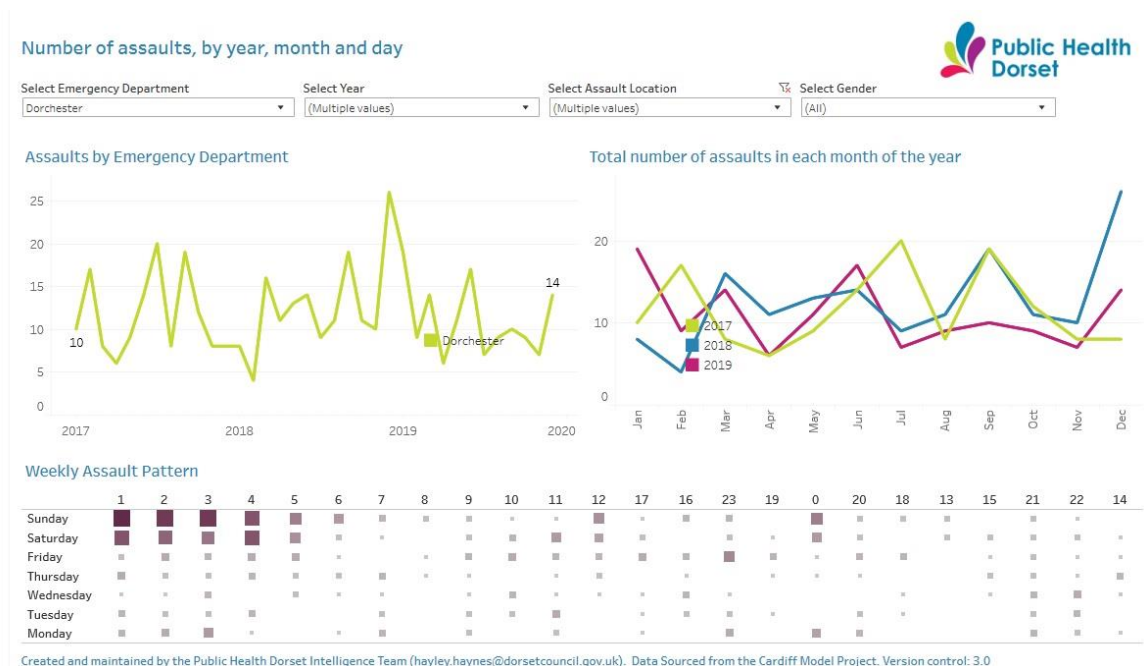 Number of assaults, by year, month and day
Public Health
Dorset
Select Emergency Department
Select Year
Select Assault Location
Select Gender
Dorchester
(Multiple values)
(Multiple values)
(All)
Assaults by Emergency Department
25
20
15
10
5
0
10
14
Dorchester
2017
2018
2019
2020
Total number of assaults in each month of the year
20
10
0
2017
2018
2019
Jan
Feb
Mar
Apr
May
Jun
Jul
Aug
Sep
Oct
Nov
Dec
Weekly Assault Pattern
1 2 3 4 5 6 7 8 9 10 11 12 17 16 23 19 0 20 18 13 15 21 22 14
Sunday
Saturday
Friday
Thursday
Wednesday
Tuesday
Monday
Created and maintained by the Public Health Dorset Intelligence Team (hayley.haynes@dorsetcouncil.gov.uk). Data Sourced from the Cardiff Model Project. Version control: 3.0